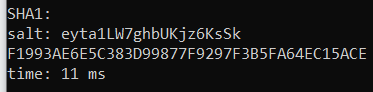 SHA1:
salt: eyta1LW7ghbUKjz6KsSk
F1993AE6E5C383D99877F9297F3B5FA64EC15ACE
time: 11 ms